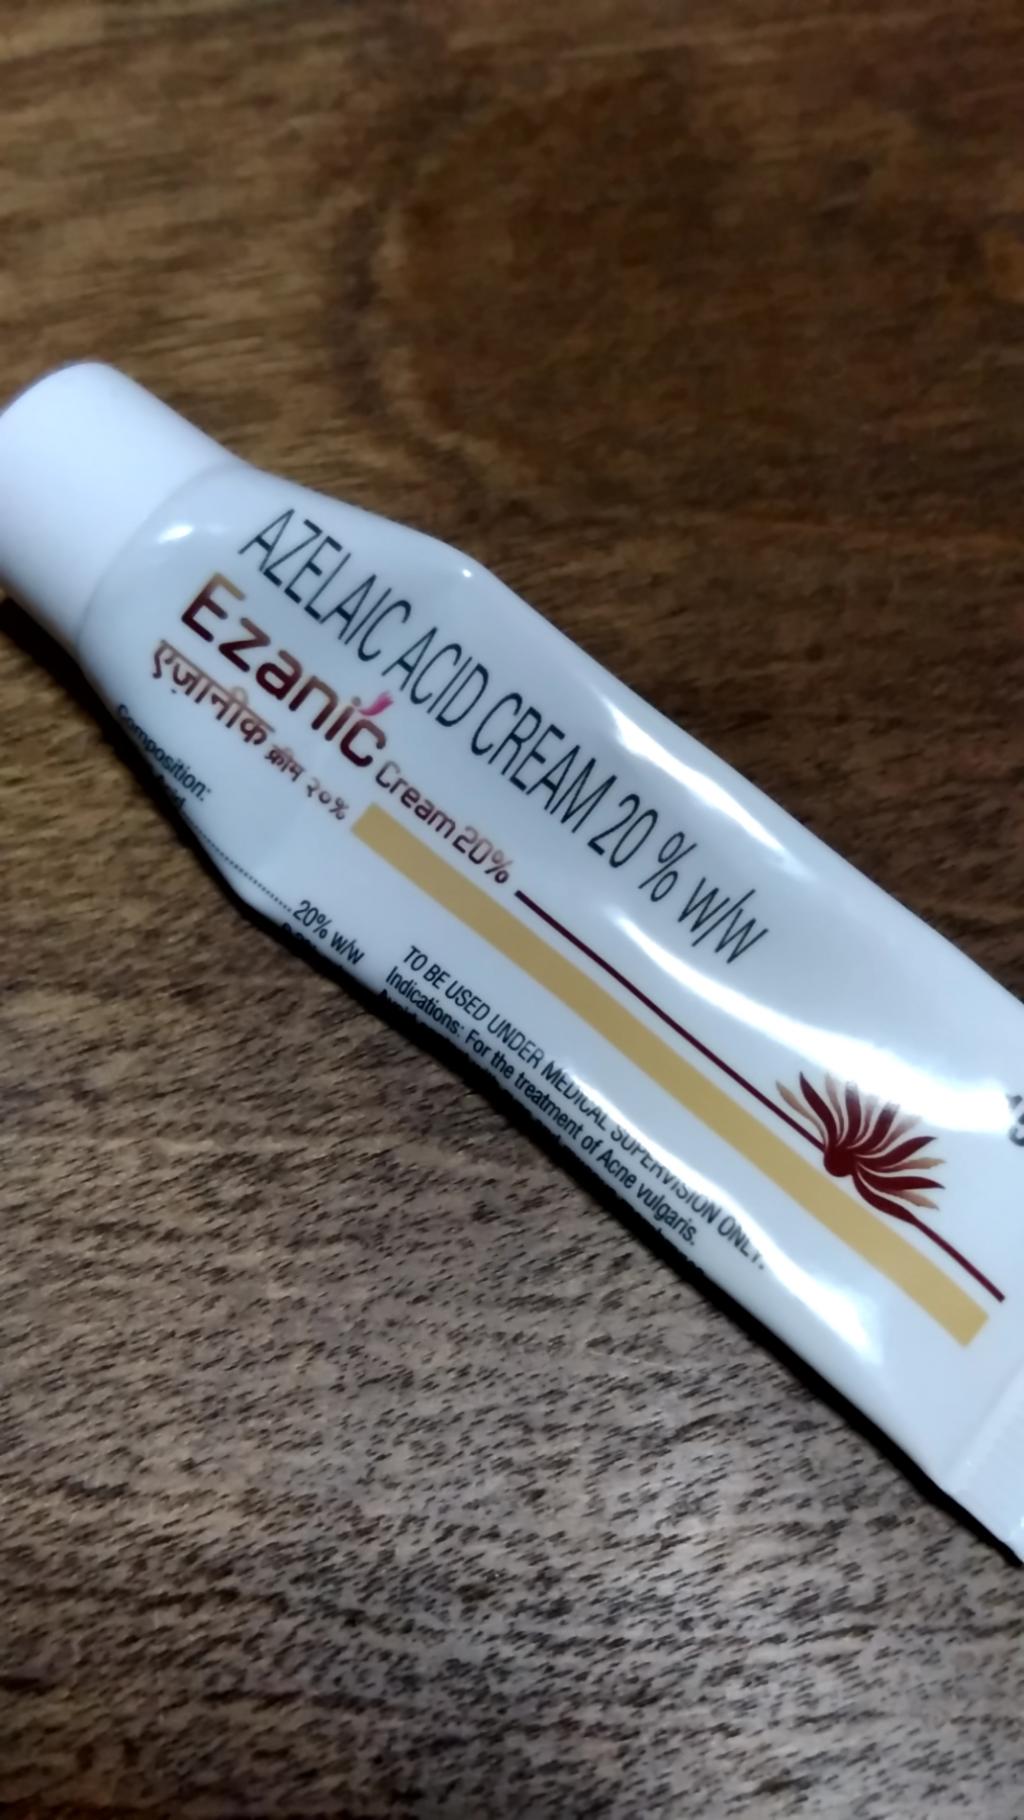 AZELAIC ACID CREAM 20 % w/w
Ezanic Cream 20%
एज़ानीक क्रीम २०%
Composition:
20% w/w
TO BE USED UNDER MEDICAL SUPERVISION ONLY.
Indications: For the treatment of Acne vulgaris.